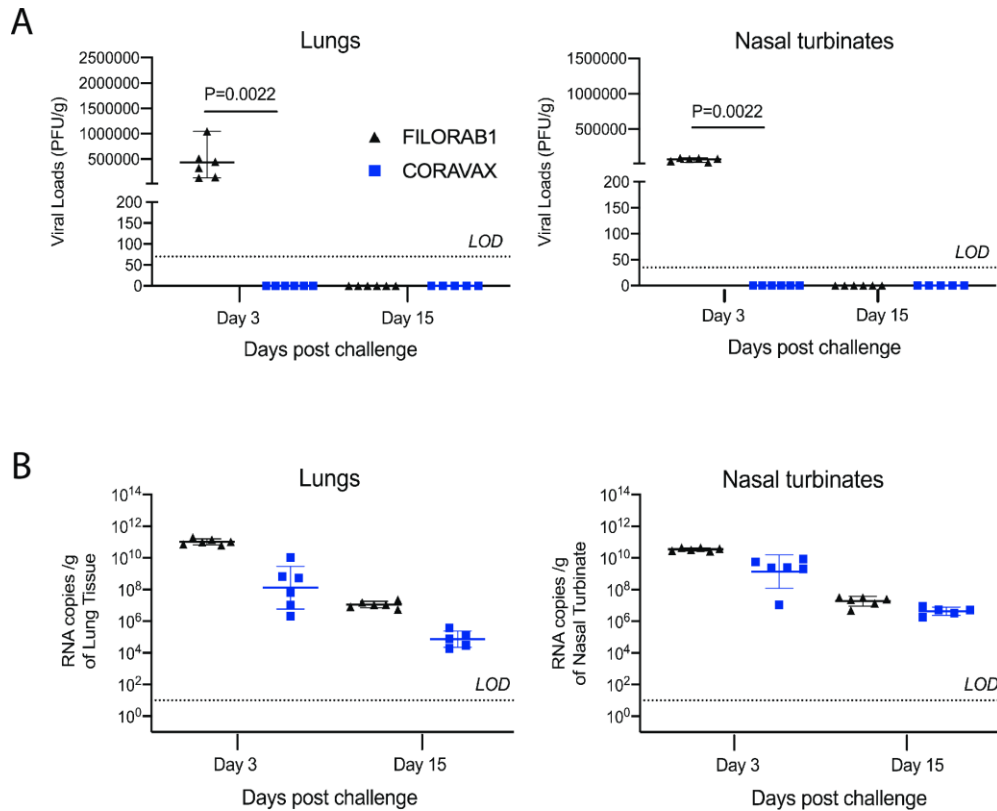 A
Lungs
Viral Loads (PFU/g)
2500000
2000000
1500000
1000000
500000
200
150
100
50
0
P=0.0022
FILORAB1
CORAVAX
LOD
Day 3
Day 15
Days post challenge
Nasal turbinates
Viral Loads (PFU/g)
1500000
1000000
500000
200
150
100
50
0
P=0.0022
LOD
Day 3
Day 15
Days post challenge
B
Lungs
RNA copies /g
of Lung Tissue
10^14
10^12
10^10
10^8
10^6
10^4
10^2
10^0
LOD
Day 3
Day 15
Days post challenge
Nasal turbinates
RNA copies /g
of Nasal Turbinate
10^14
10^12
10^10
10^8
10^6
10^4
10^2
10^0
LOD
Day 3
Day 15
Days post challenge